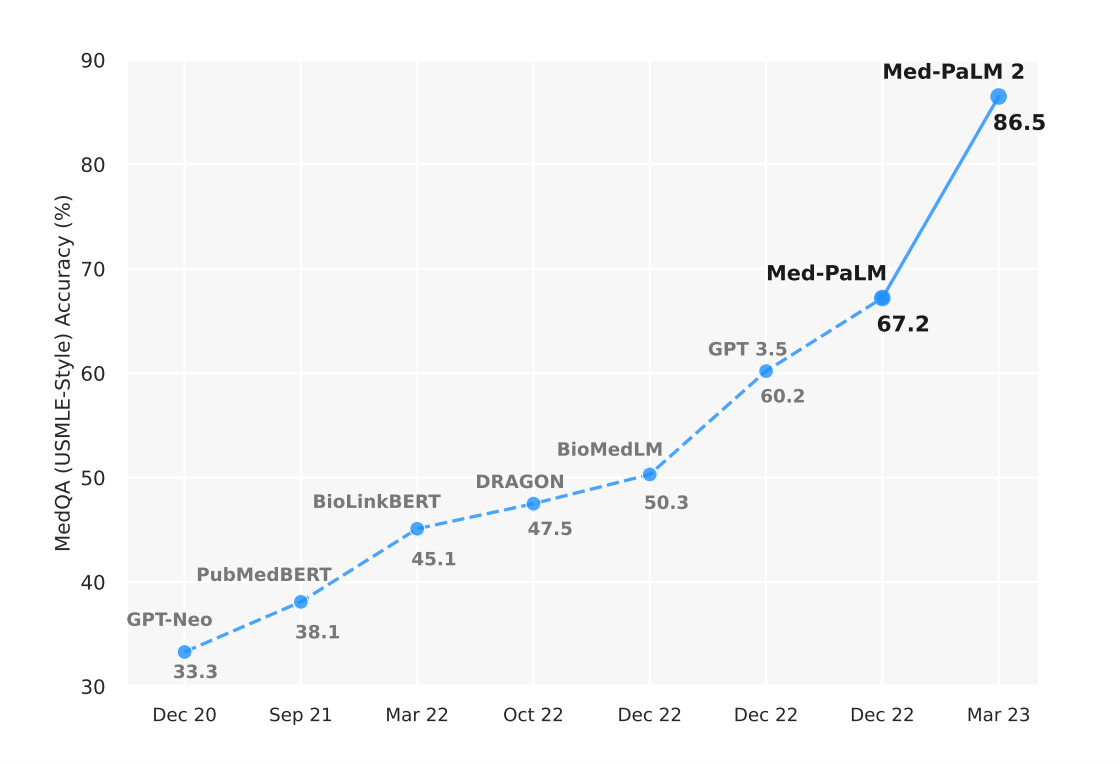 90
Med-PaLM 2
86.5
80
MedQA (USMLE-Style) Accuracy (%)
70
Med-PaLM
67.2
GPT 3.5
60
60.2
BioMedLM
50
DRAGON
50.3
BioLinkBERT
47.5
45.1
40
PubMedBERT
GPT-Neo
38.1
33.3
30
Dec 20 Sep 21 Mar 22 Oct 22 Dec 22 Dec 22 Dec 22 Mar 23